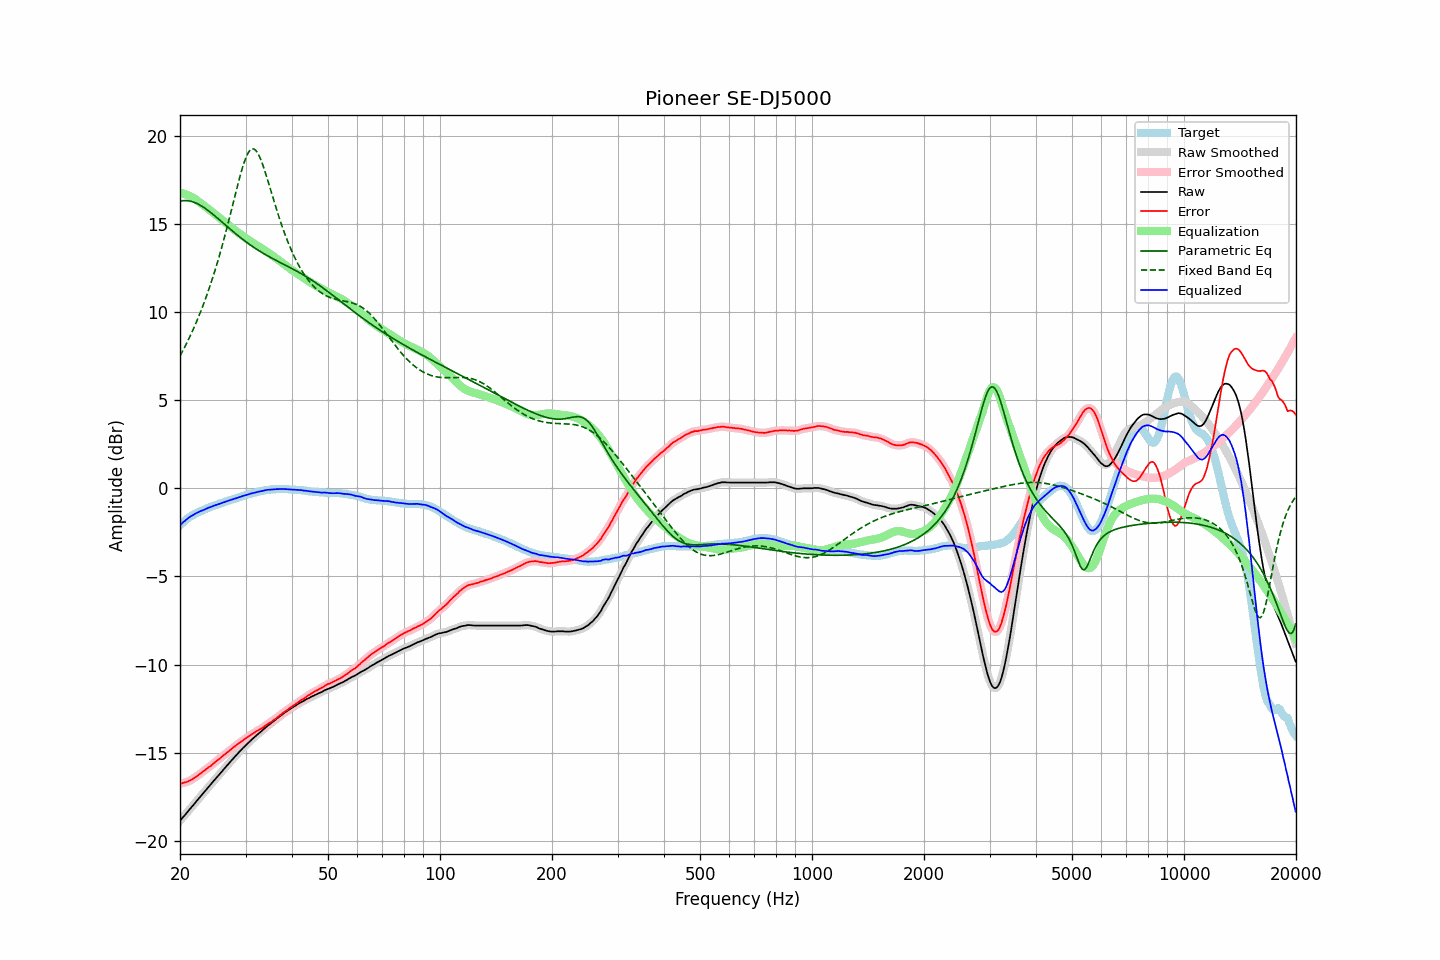 Pioneer SE-DJ5000
Target
Raw Smoothed
Error Smoothed
Raw
Error
Equalization
Parametric Eq
Fixed Band Eq
Equalized
Amplitude (dBr)
20
15
10
5
0
−5
−10
−15
−20
20 50 100 200 500 1000 2000 5000 10000 20000
Frequency (Hz)